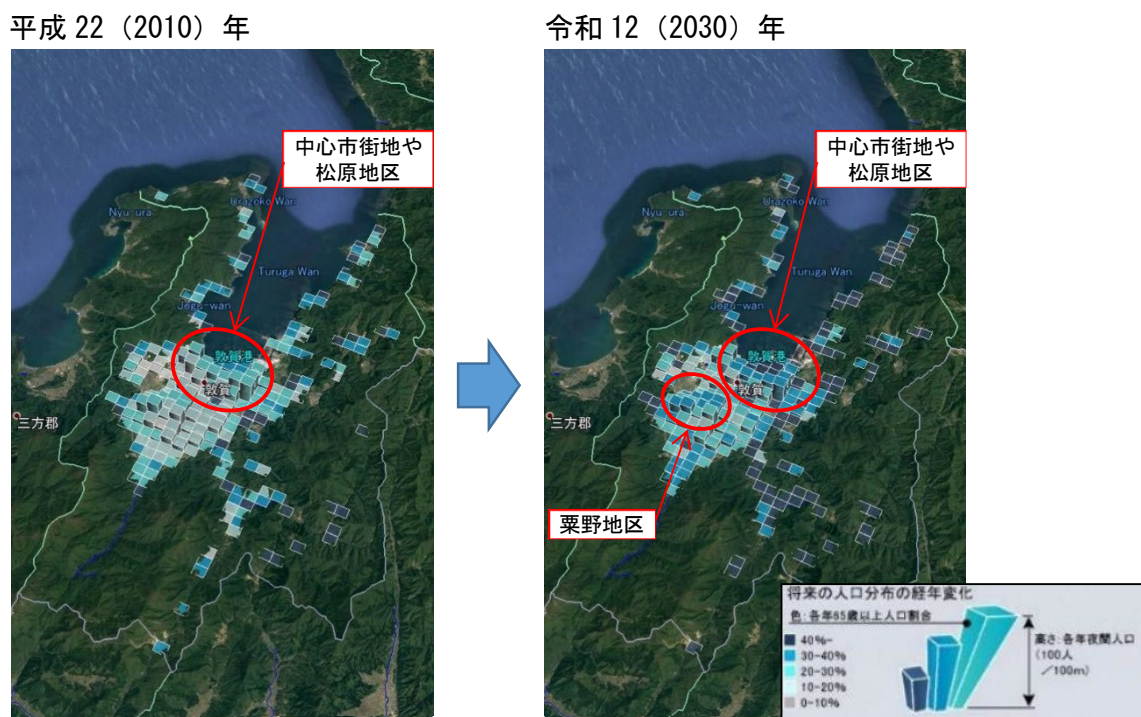 平成 22（2010）年
令和 12（2030）年
中心市街地や
松原地区
Nyu-ura
Urazoko Wan
Turuga Wan
Joga-wan
敦賀港
敦賀
三方郡
中心市街地や
松原地区
Nyu-ura
Urazoko Wan
Turuga Wan
Joga-wan
敦賀港
敦賀
三方郡
粟野地区
将来の人口分布の経年変化
色：各年65歳以上人口割合
40%-
30-40%
20-30%
10-20%
0-10%
高さ：各年夜間人口
（100人
／100m）